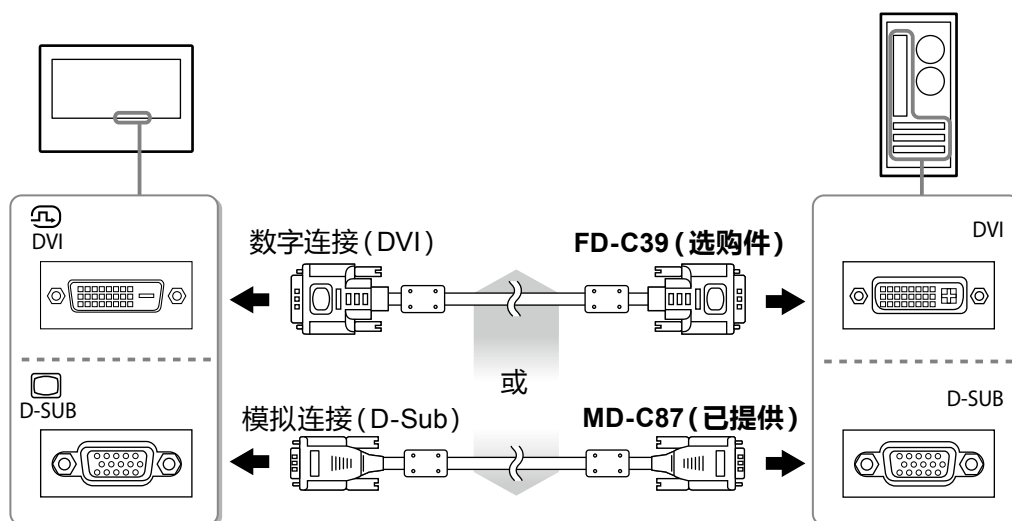 DVI
数字连接(DVI)
FD-C39(选购件)
DVI
或
D-SUB
模拟连接(D-Sub)
MD-C87(已提供)
D-SUB